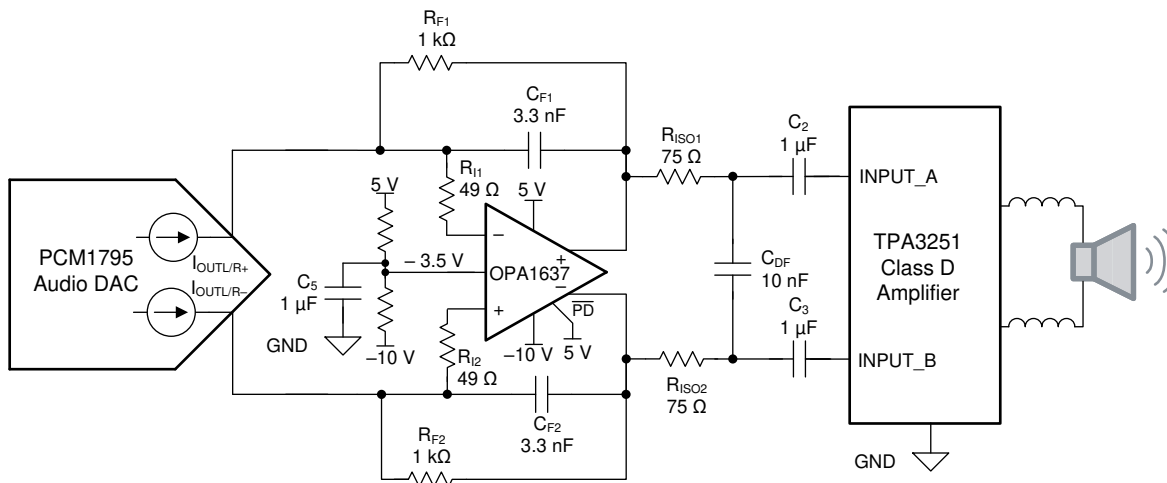 RF1
1 kΩ
CF1
3.3 nF
RISO1
75 Ω
C2
1 µF
RI1
49 Ω
5 V
5 V
INPUT_A
PCM1795
Audio DAC
IOUTL/R+
IOUTL/R–
– 3.5 V
C5
1 µF
GND
–
+
OPA1637
+
–
PD
–10 V
–10 V
5 V
RI2
49 Ω
CDF
10 nF
C3
1 µF
TPA3251
Class D
Amplifier
INPUT_B
RISO2
75 Ω
CF2
3.3 nF
RF2
1 kΩ
GND